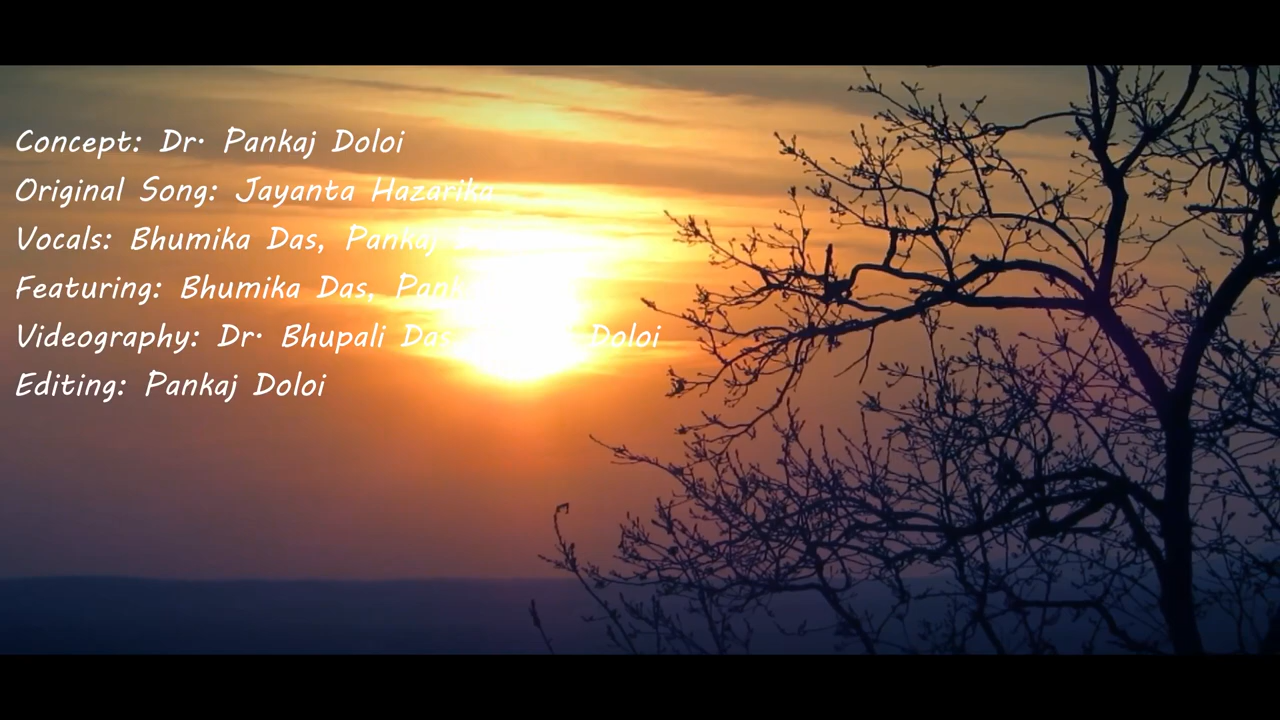 Concept: Dr. Pankaj Doloi
Original Song: Jayanta Hazarika
Vocals: Bhumika Das, Pankaj
Featuring: Bhumika Das,
Videography: Dr. Bhupali Das Doloi
Editing: Pankaj Doloi